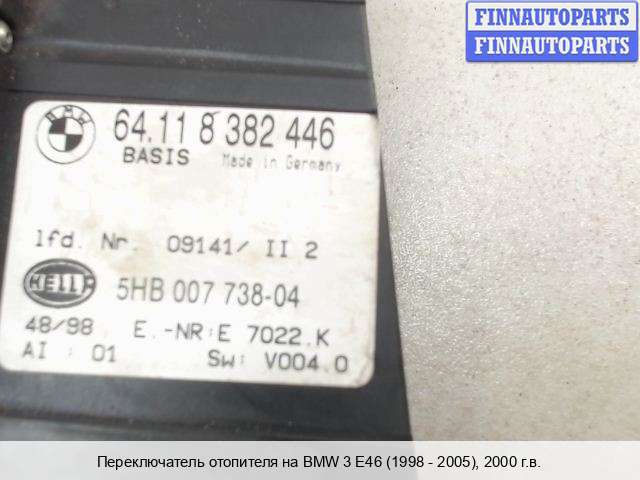 FINNAUTOPARTS
FINNAUTOPARTS
BMW
64.11 8 382 446
BASIS Made in Germany
lfd. Nr. 09141/ II 2
HELLA 5HB 007 738-04
48/98 E.-NR:E 7022.K
AI : 01 Sw: V004.0
Переключатель отопителя на BMW 3 E46 (1998 - 2005), 2000 г.в.